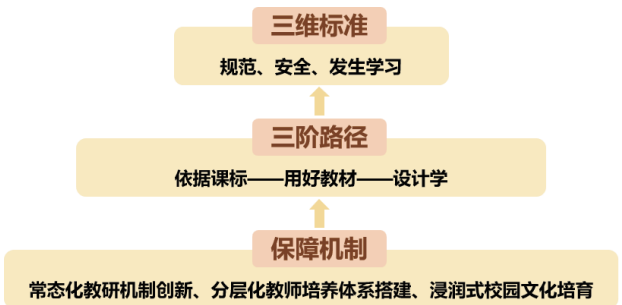 三维标准
规范、安全、发生学习
三阶路径
依据课标——用好教材——设计学
保障机制
常态化教研机制创新、分层化教师培养体系搭建、浸润式校园文化培育